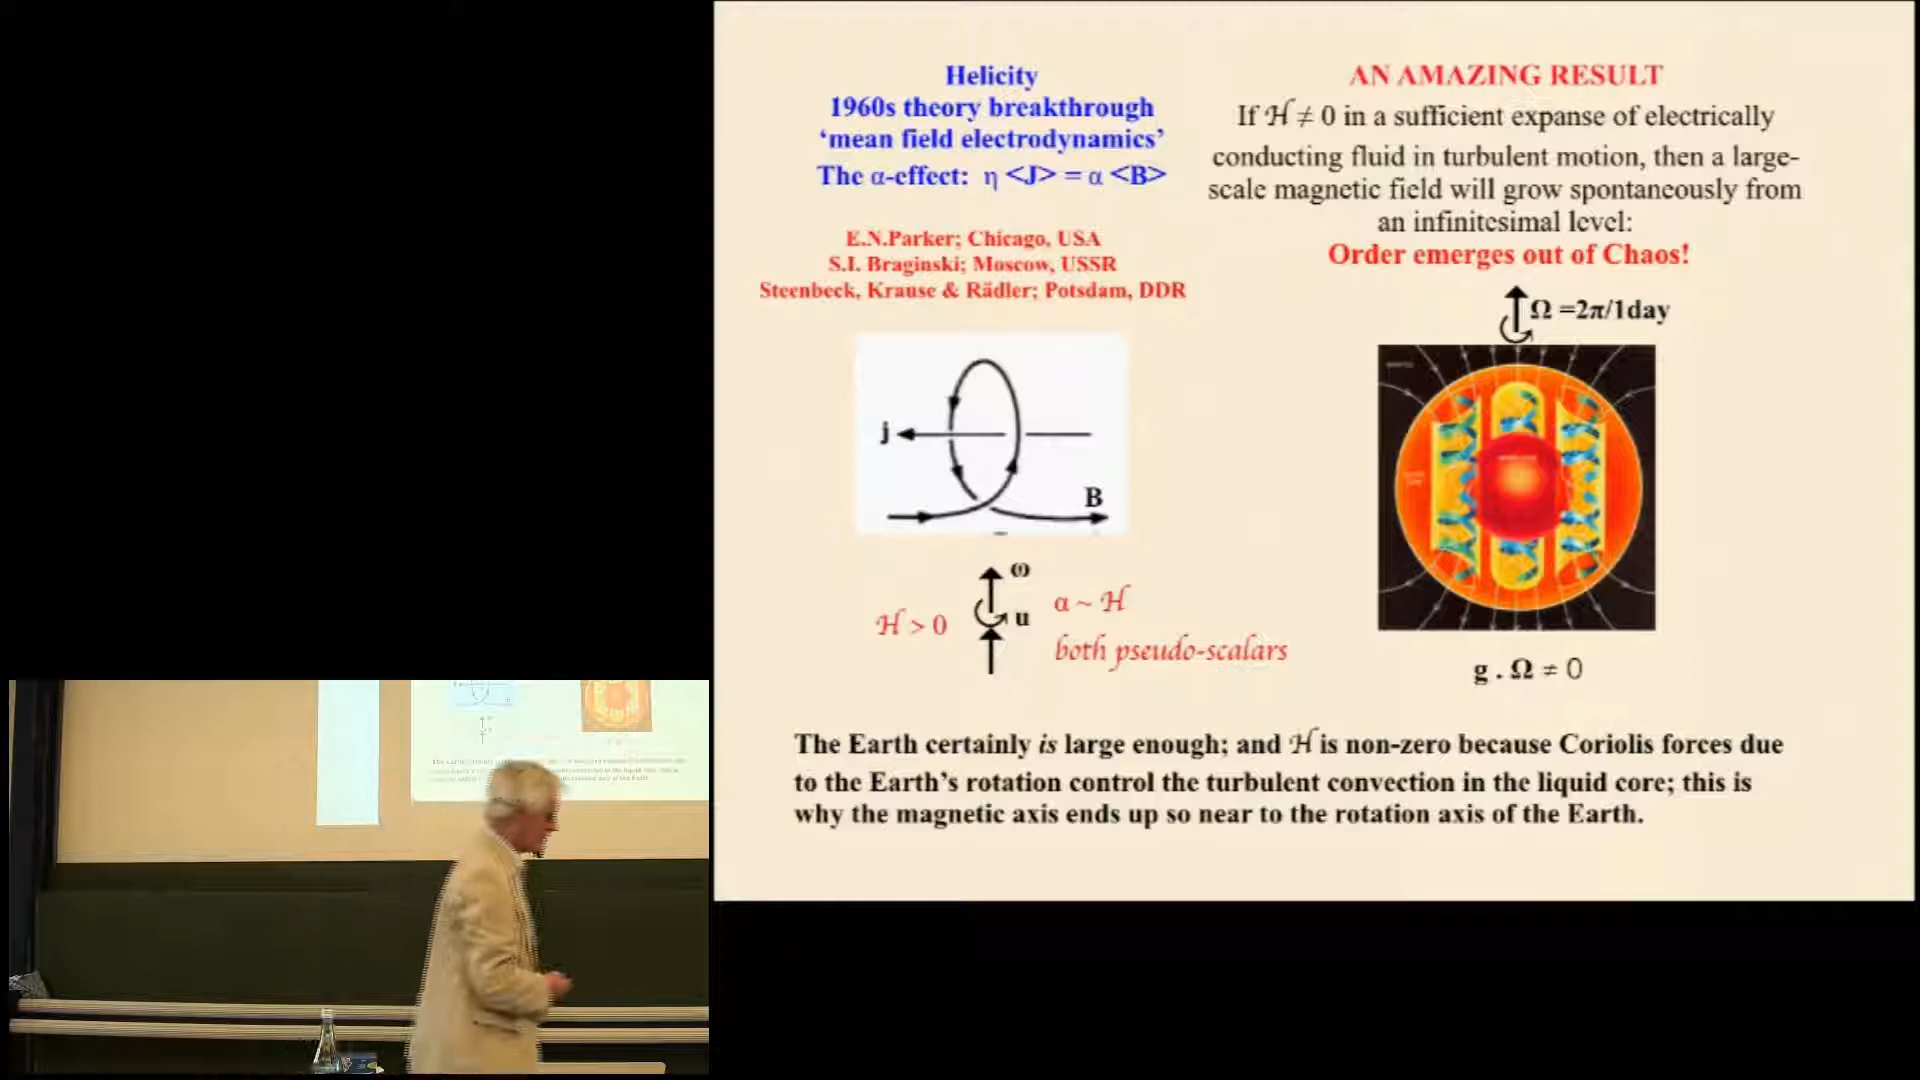 Helicity
1960s theory breakthrough
‘mean field electrodynamics’
The α-effect: η <J> = α <B>
E.N.Parker; Chicago, USA
S.I. Braginski; Moscow, USSR
Steenbeck, Krause & Rädler; Potsdam, DDR
j
B
ω
u
ℋ > 0
α ~ ℋ
both pseudo-scalars
AN AMAZING RESULT
If ℋ ≠ 0 in a sufficient expanse of electrically
conducting fluid in turbulent motion, then a large-
scale magnetic field will grow spontaneously from
an infinitesimal level:
Order emerges out of Chaos!
Ω =2π/1day
g . Ω ≠ 0
The Earth certainly is large enough; and ℋ is non-zero because Coriolis forces due
to the Earth’s rotation control the turbulent convection in the liquid core; this is
why the magnetic axis ends up so near to the rotation axis of the Earth.